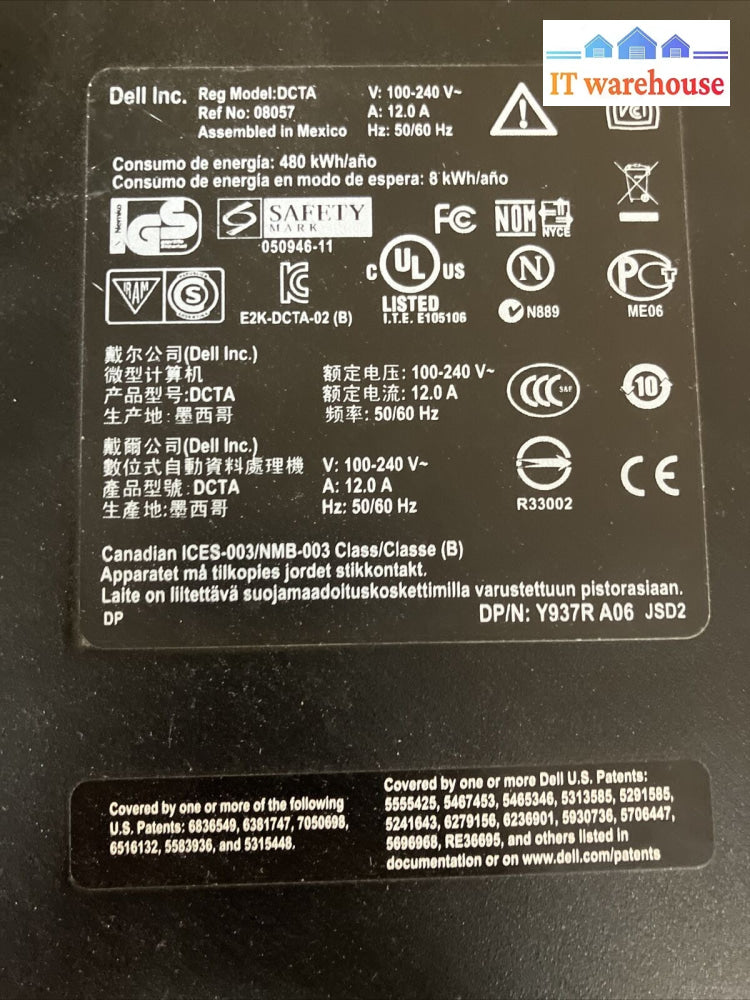 IT warehouse
Dell Inc. Reg Model:DCTA V: 100-240 V~
Ref No: 08057 A: 12.0 A
Assembled in Mexico Hz: 50/60 Hz
Consumo de energía: 480 kWh/año
Consumo de energía en modo de espera: 8 kWh/año
Nemko GS SAFETY MARK FC NOM NYCE
050946-11
IRAM S E2K-DCTA-02 (B) C UL US LISTED I.T.E. E105106 N N889 ME06
戴尔公司(Dell Inc.)
微型计算机 额定电压: 100-240 V~
产品型号:DCTA 额定电流: 12.0 A
生产地: 墨西哥 频率: 50/60 Hz
CCC S&E 10
戴爾公司(Dell Inc.)
數位式自動資料處理機 V: 100-240 V~
產品型號:DCTA A: 12.0 A
生產地:墨西哥 Hz: 50/60 Hz
R33002 CE
Canadian ICES-003/NMB-003 Class/Classe (B)
Apparatet må tilkoples jordet stikkontakt.
Laite on liitettävä suojamaadoituskoskettimilla varustettuun pistorasiaan.
DP DP/N: Y937R A06 JSD2
Covered by one or more of the following
U.S. Patents: 6836549, 6381747, 7050698,
6516132, 5583936, and 5315448.
Covered by one or more Dell U.S. Patents:
5555425, 5467453, 5465346, 5313585, 5291585,
5241643, 6279156, 6236901, 5930736, 5706447,
5696968, RE36695, and others listed in
documentation or on www.dell.com/patents